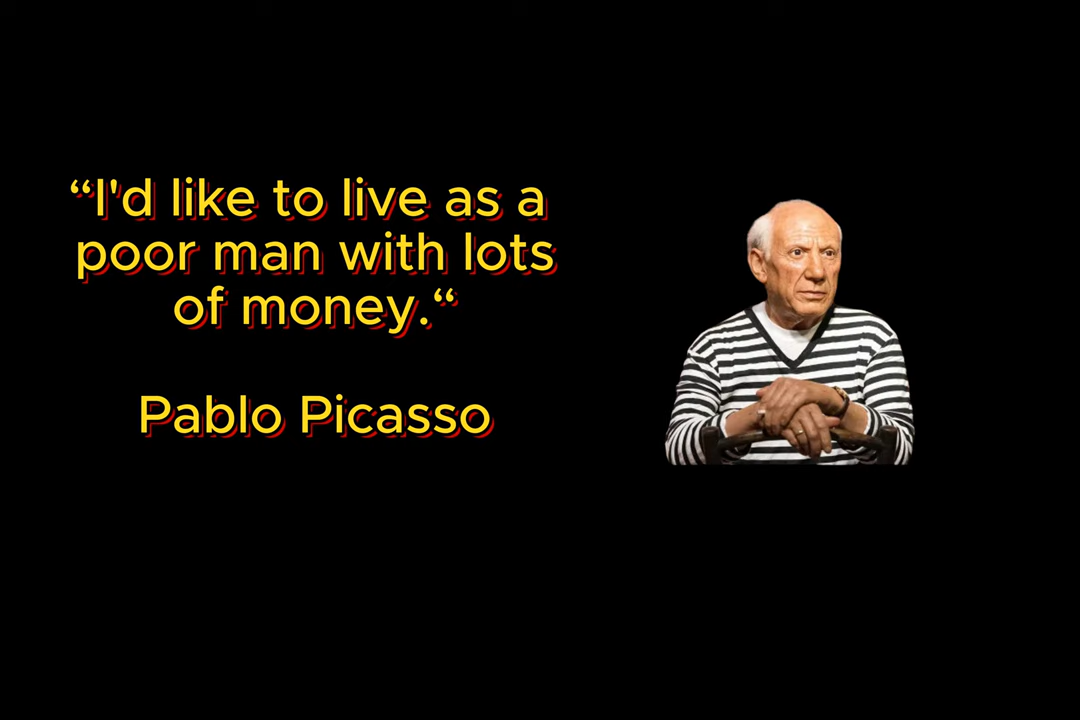 “I'd like to live as a
poor man with lots
of money.“
Pablo Picasso